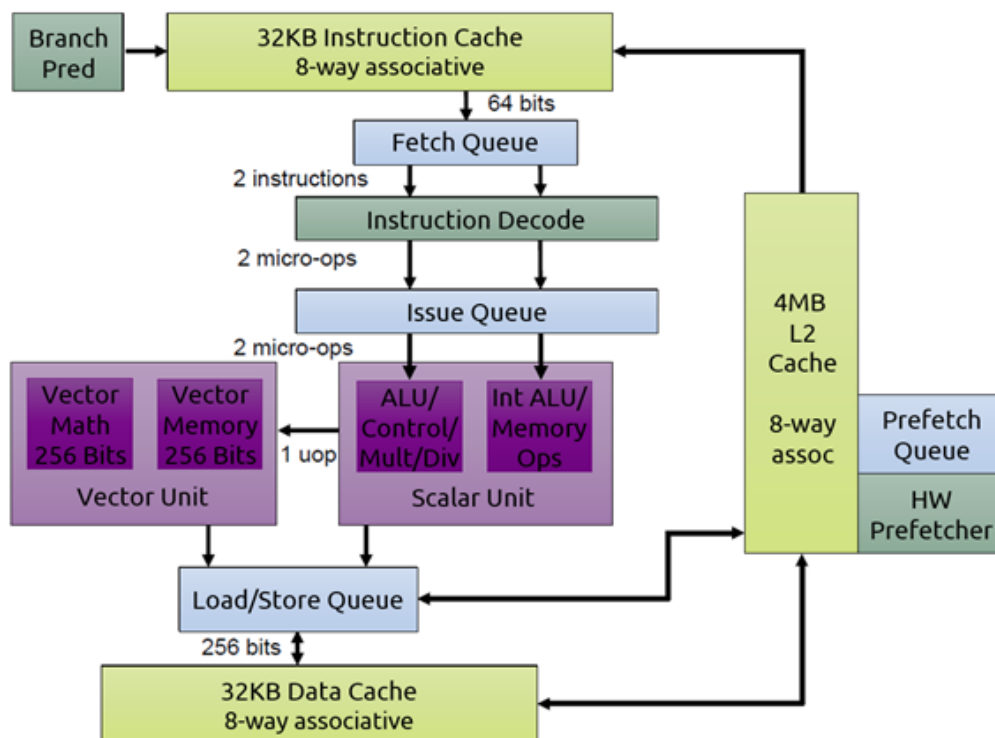 Branch
Pred
32KB Instruction Cache
8-way associative
64 bits
Fetch Queue
2 instructions
Instruction Decode
2 micro-ops
Issue Queue
2 micro-ops
Vector
Math
256 Bits
Vector
Memory
256 Bits
Vector Unit
1 uop
ALU/
Control/
Mult/Div
Int ALU/
Memory
Ops
Scalar Unit
4MB
L2
Cache
8-way
assoc
Prefetch
Queue
HW
Prefetcher
Load/Store Queue
256 bits
32KB Data Cache
8-way associative